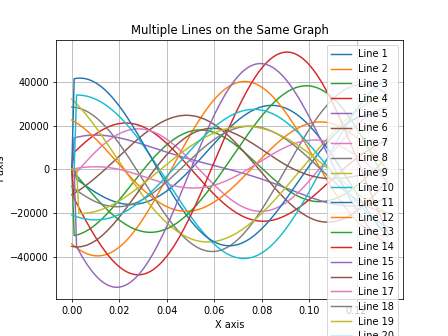 Multiple Lines on the Same Graph
40000
20000
0
−20000
−40000
0.00
0.02
0.04
0.06
0.08
0.10
X axis
axis
Line 1
Line 2
Line 3
Line 4
Line 5
Line 6
Line 7
Line 8
Line 9
Line 10
Line 11
Line 12
Line 13
Line 14
Line 15
Line 16
Line 17
Line 18
Line 19
Line 20